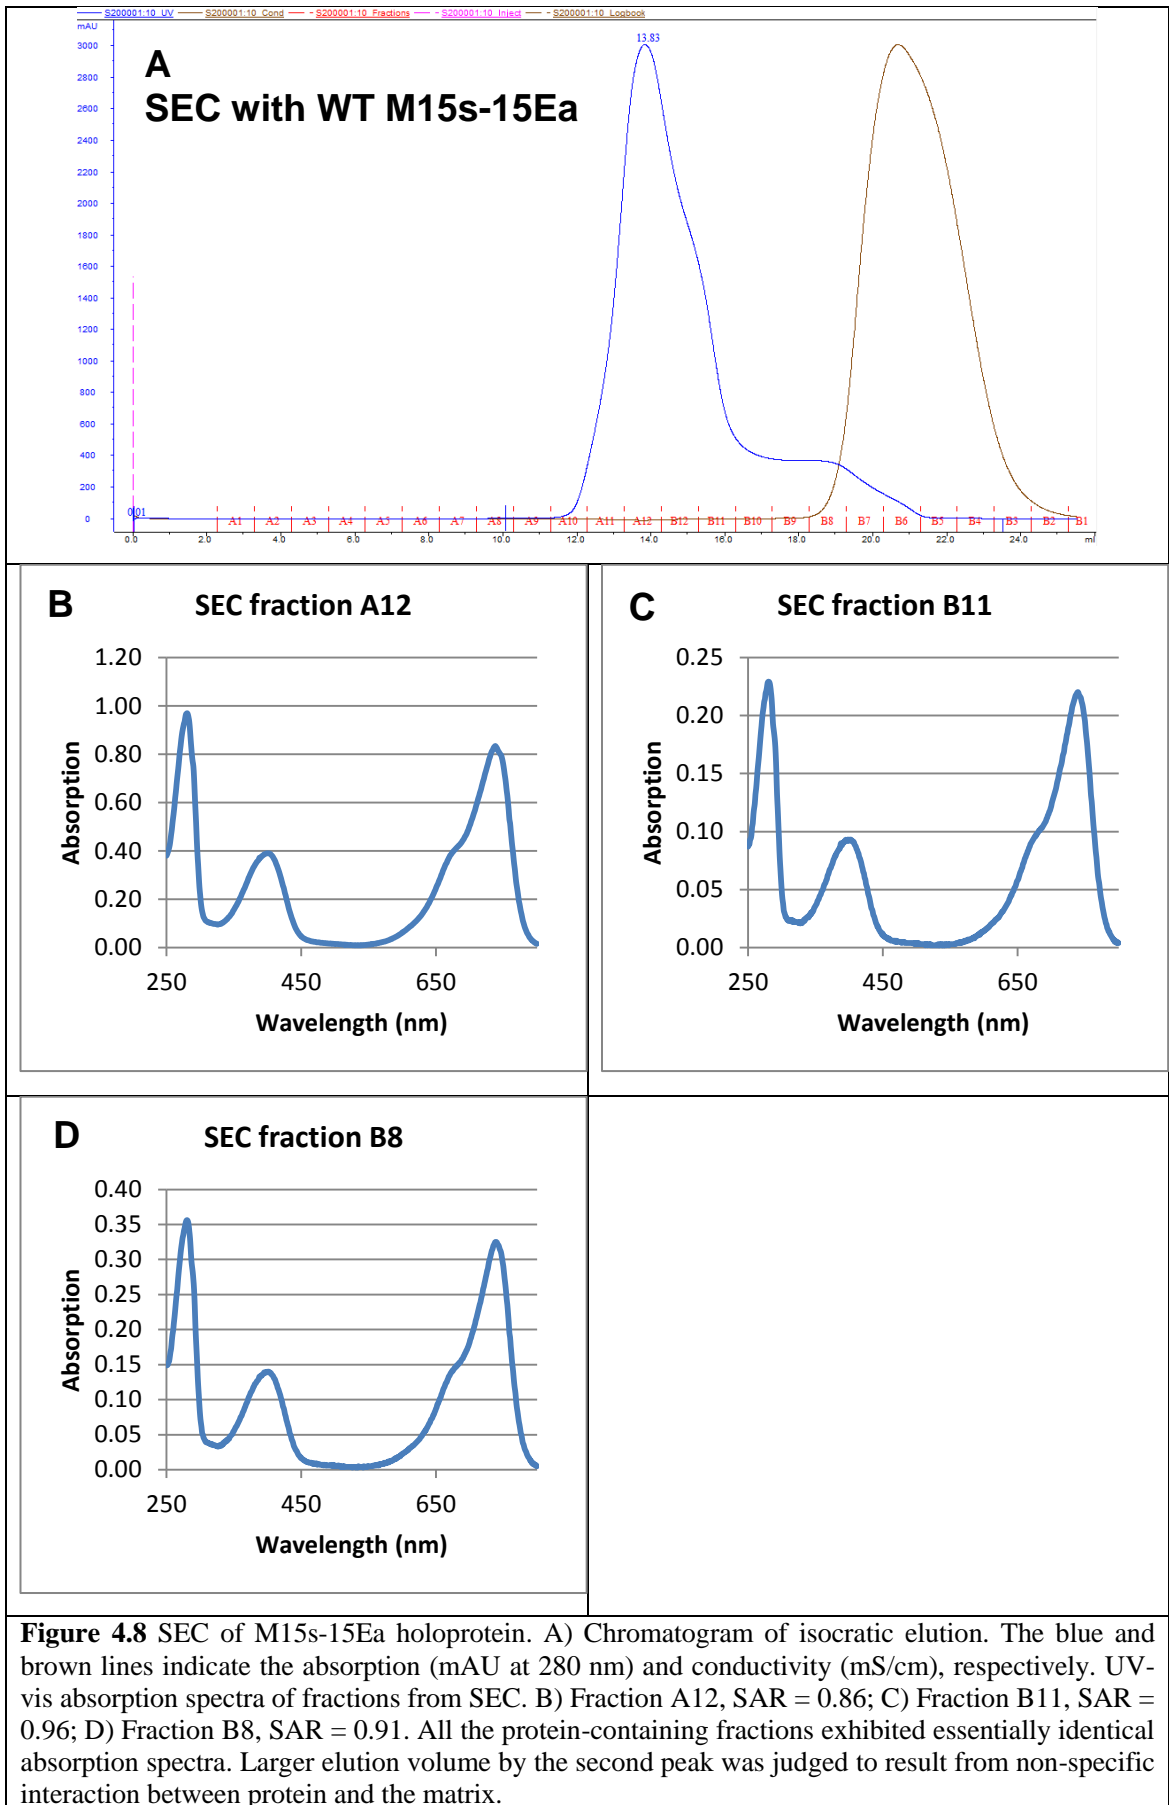 S200001:10_UV S200001:10_Cond S200001:10_Fractions S200001:10_Inject S200001:10_Logbook
mAU
3000
2800
2600
2400
2200
2000
1800
1600
1400
1200
1000
800
600
400
200
0
A
SEC with WT M15s-15Ea
13.83
0.01
A1 A2 A3 A4 A5 A6 A7 A8 A9 A10 A11 A12 B12 B11 B10 B9 B8 B7 B6 B5 B4 B3 B2 B1
0.0 2.0 4.0 6.0 8.0 10.0 12.0 14.0 16.0 18.0 20.0 22.0 24.0 ml
B SEC fraction A12
1.20
1.00
0.80
0.60
0.40
0.20
0.00
Absorption
250 450 650
Wavelength (nm)
C SEC fraction B11
0.25
0.20
0.15
0.10
0.05
0.00
Absorption
250 450 650
Wavelength (nm)
D SEC fraction B8
0.40
0.35
0.30
0.25
0.20
0.15
0.10
0.05
0.00
Absorption
250 450 650
Wavelength (nm)
Figure 4.8 SEC of M15s-15Ea holoprotein. A) Chromatogram of isocratic elution. The blue and
brown lines indicate the absorption (mAU at 280 nm) and conductivity (mS/cm), respectively. UV-
vis absorption spectra of fractions from SEC. B) Fraction A12, SAR = 0.86; C) Fraction B11, SAR =
0.96; D) Fraction B8, SAR = 0.91. All the protein-containing fractions exhibited essentially identical
absorption spectra. Larger elution volume by the second peak was judged to result from non-specific
interaction between protein and the matrix.